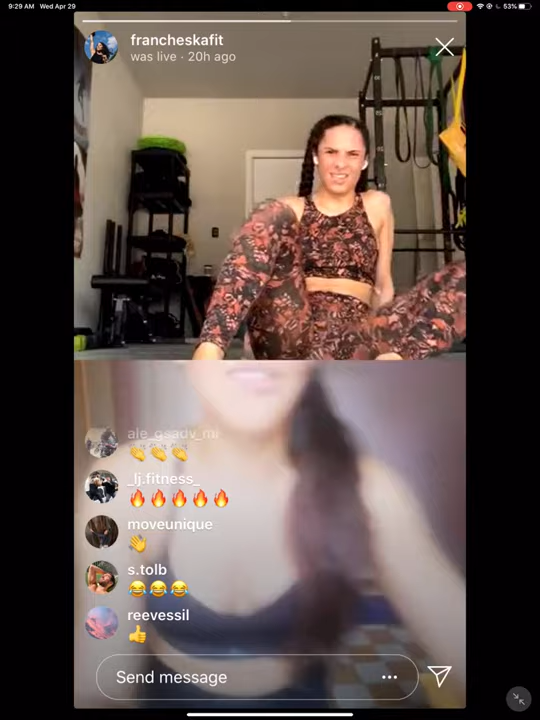 9:29 AM Wed Apr 29
53%
francheskafit
was live · 20h ago
_lj.fitness_
moveunique
s.tolb
reevessil
Send message